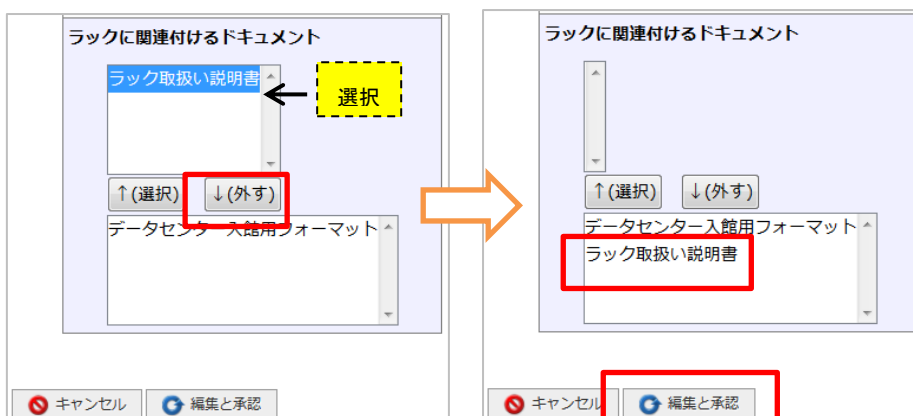 ラックに関連付けるドキュメント
ラック取扱い説明書
選択
↑(選択) ↓(外す)
データセンター入館用フォーマット
キャンセル 編集と承認
ラックに関連付けるドキュメント
↑(選択) ↓(外す)
データセンター入館用フォーマット
ラック取扱い説明書
キャンセル 編集と承認